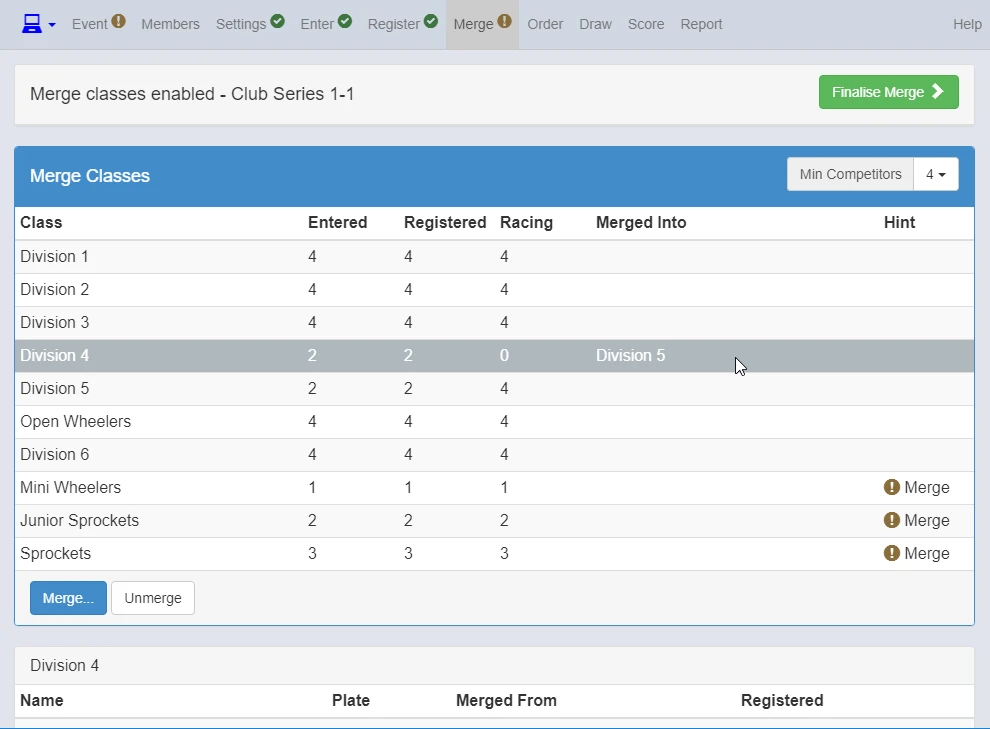 Event Members Settings Enter Register Merge Order Draw Score Report Help
Merge classes enabled - Club Series 1-1 Finalise Merge
Merge Classes Min Competitors 4
Class Entered Registered Racing Merged Into Hint
Division 1 4 4 4
Division 2 4 4 4
Division 3 4 4 4
Division 4 2 2 0 Division 5
Division 5 2 2 4
Open Wheelers 4 4 4
Division 6 4 4 4
Mini Wheelers 1 1 1 Merge
Junior Sprockets 2 2 2 Merge
Sprockets 3 3 3 Merge
Merge... Unmerge
Division 4
Name Plate Merged From Registered